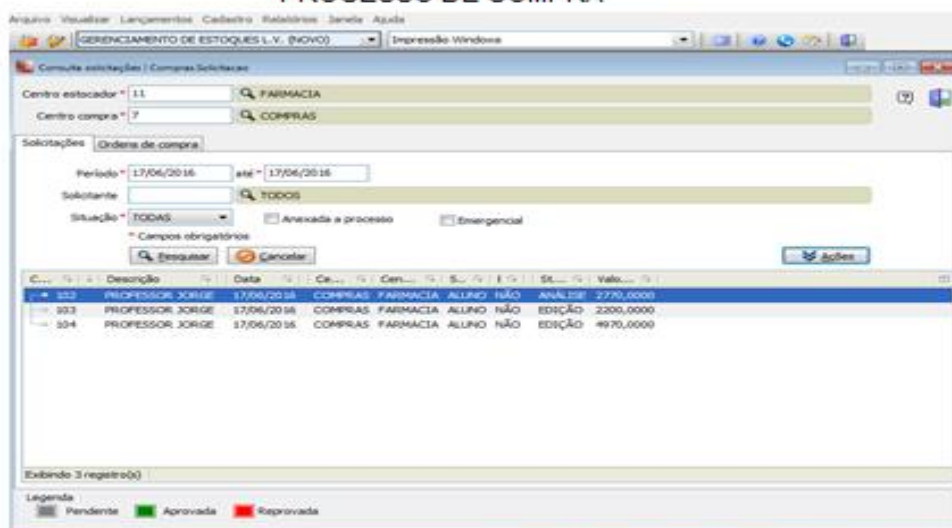 PROCESSO DE COMPRA
Arquivo Visualizar Lançamentos Cadastro Relatórios Janela Ajuda
GERENCIAMENTO DE ESTOQUES L.V. (NOVO) Impressão Windows
Consulta solicitações | Compras Solicitacao
Centro estocador * 11 FARMACIA
Centro compra * 7 COMPRAS
Solicitações Ordens de compra
Período * 17/06/2016 até * 17/06/2016
Solicitante TODOS
Situação * TODAS Anexada a processo Emergencial
* Campos obrigatórios
Pesquisar Cancelar Ações
C... Descrição Data Ce... Cen... S... I St... Valo...
102 PROFESSOR JORGE 17/06/2016 COMPRAS FARMACIA ALUNO NÃO ANÁLISE 2770,0000
103 PROFESSOR JORGE 17/06/2016 COMPRAS FARMACIA ALUNO NÃO EDIÇÃO 2200,0000
104 PROFESSOR JORGE 17/06/2016 COMPRAS FARMACIA ALUNO NÃO EDIÇÃO 4970,0000
Exibindo 3 registro(s)
Legenda
Pendente Aprovada Reprovada